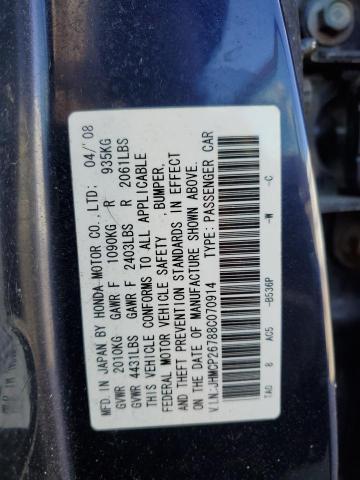 MFD. IN JAPAN BY HONDA MOTOR CO., LTD: 04/'08
GVWR 2010KG GAWR F 1090KG R 935KG
GVWR 4431LBS GAWR F 2403LBS R 2061LBS
THIS VEHICLE CONFORMS TO ALL APPLICABLE
FEDERAL MOTOR VEHICLE SAFETY , BUMPER,
AND THEFT PREVENTION STANDARDS IN EFFECT
ON THE DATE OF MANUFACTURE SHOWN ABOVE.
V.I.N.:JHMCP26788C070914 TYPE: PASSENGER CAR
TA0 8 AC5 -B536P -W -C